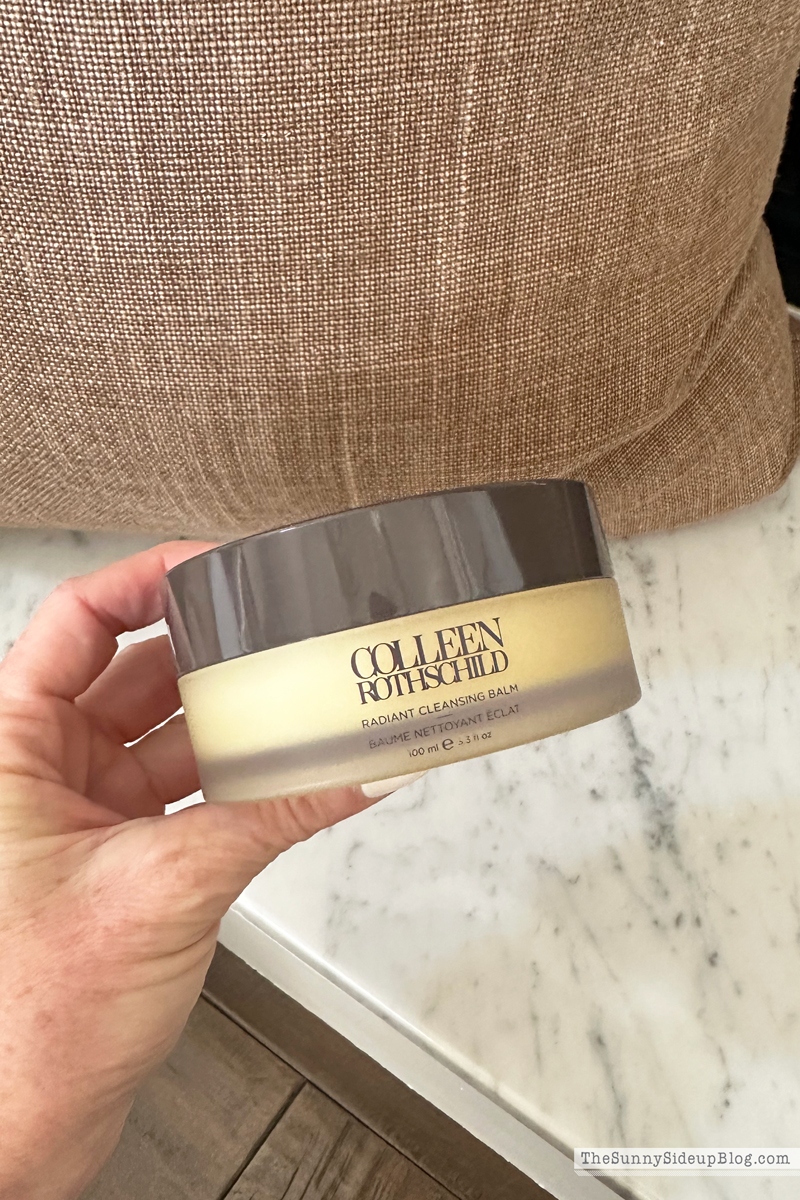 COLLEEN
ROTHSCHILD
RADIANT CLEANSING BALM
BAUME NETTOYANT ÉCLAT
100 ml e 3.3 fl oz
TheSunnySideupBlog.com